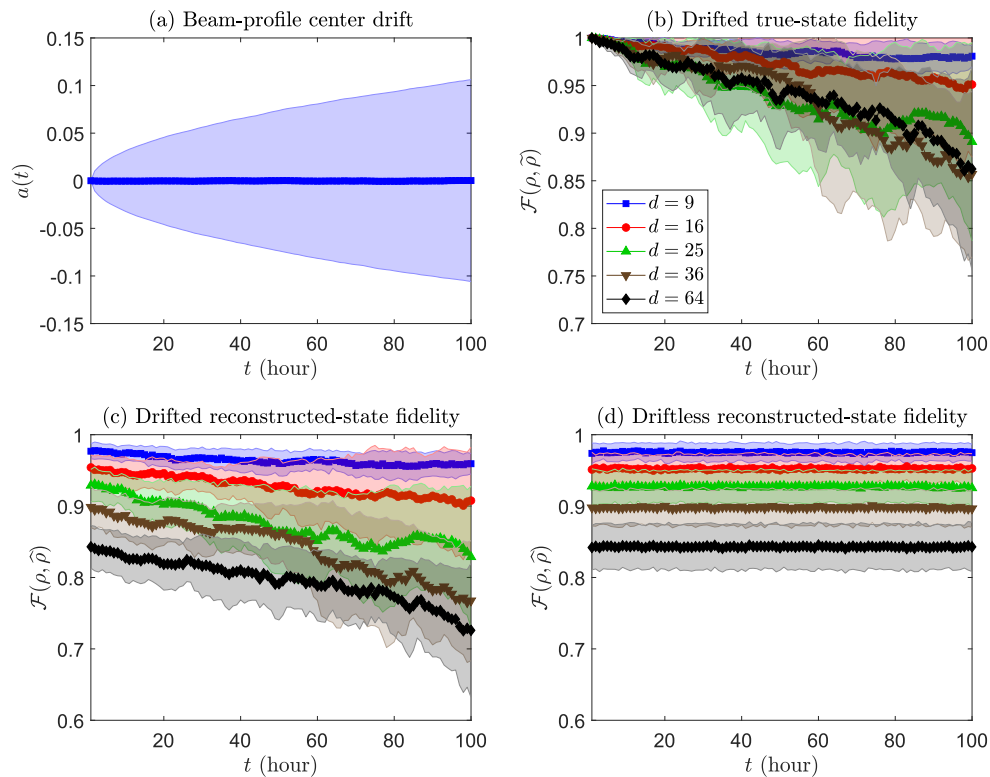 (a) Beam-profile center drift
0.15
0.1
0.05
0
-0.05
-0.1
-0.15
a(t)
20 40 60 80 100
t (hour)
(b) Drifted true-state fidelity
1
0.95
0.9
0.85
0.8
0.75
0.7
F(ρ, ρ̃)
d = 9
d = 16
d = 25
d = 36
d = 64
20 40 60 80 100
t (hour)
(c) Drifted reconstructed-state fidelity
1
0.9
0.8
0.7
0.6
F(ρ, ρ̂)
20 40 60 80 100
t (hour)
(d) Driftless reconstructed-state fidelity
1
0.9
0.8
0.7
0.6
F(ρ, ρ̂)
20 40 60 80 100
t (hour)